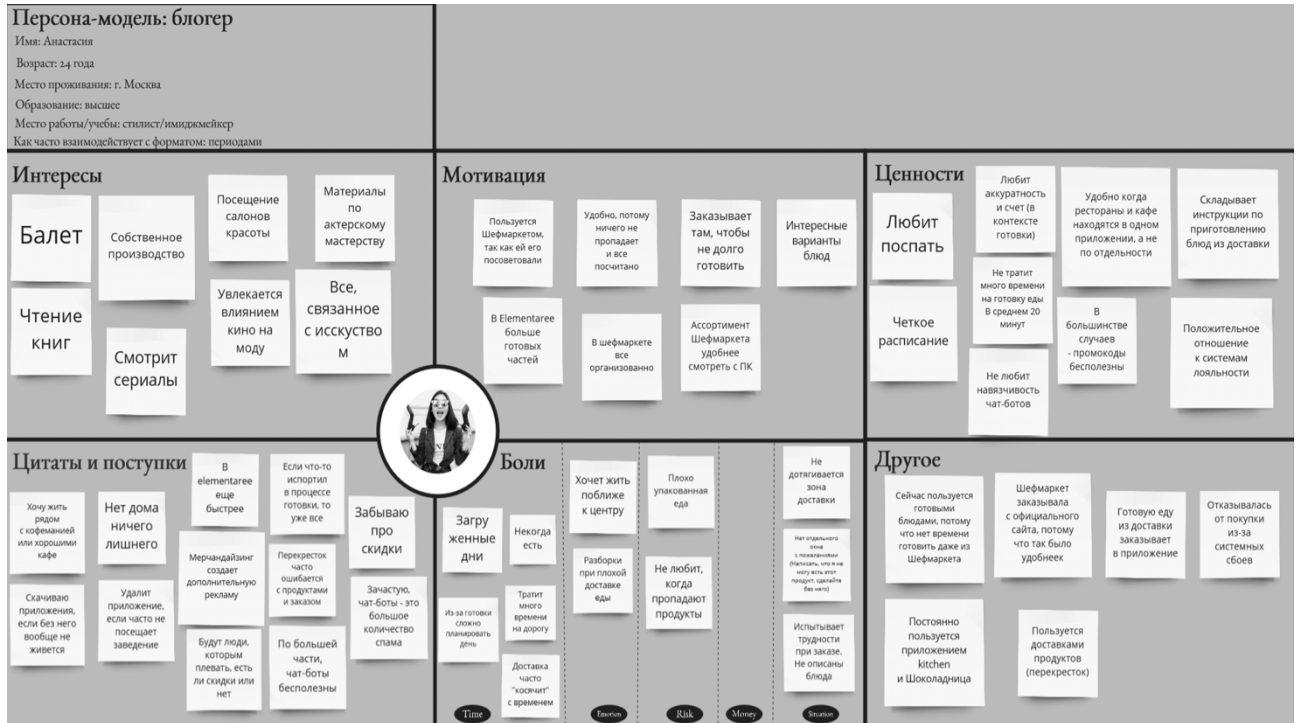 Персона-модель: блогер
Имя: Анастасия
Возраст: 24 года
Место проживания: г. Москва
Образование: высшее
Место работы/учебы: стилист/имиджмейкер
Как часто взаимодействует с форматом: периодами
Интересы
Балет
Собственное
производство
Посещение
салонов
красоты
Материалы
по
актерскому
мастерству
Чтение
книг
Смотрит
сериалы
Увлекается
влиянием
кино на
моду
Все,
связанное
с исскуство
м
Мотивация
Пользуется
Шефмаркетом,
так как ей его
посоветовали
Удобно, потому
ничего не
пропадает
и все
посчитано
Заказывает
там, чтобы
не долго
готовить
Интересные
варианты
блюд
В Elementaree
больше
готовых
частей
В шефмаркете
все
организованно
Ассортимент
Шефмаркета
удобнее
смотреть с ПК
Ценности
Любит
поспать
Любит
аккуратность
и счет (в
контексте
готовки)
Удобно когда
рестораны и кафе
находятся в одном
приложении, а не
по отдельности
Складывает
инструкции по
приготовлению
блюд из доставки
Четкое
расписание
Не тратит
много времени
на готовку еды
В среднем 20
минут
В
большинстве
случаев
- промокоды
бесполезны
Положительное
отношение
к системам
лояльности
Не любит
навязчивость
чат-ботов
Цитаты и поступки
Хочу жить
рядом
с кофеманией
или хорошими
кафе
Нет дома
ничего
лишнего
В
elementaree
еще
быстрее
Если что-то
испортил
в процессе
готовки, то
уже все
Забываю
про
скидки
Мерчандайзинг
создает
дополнительную
рекламу
Перекресток
часто
ошибается
с продуктами
и заказом
Скачиваю
приложения,
если без него
вообще не
живется
Удалит
приложение,
если часто не
посещает
заведение
Будут люди,
которым
плевать, есть
ли скидки или
нет
По большей
части,
чат-боты
бесполезны
Зачастую,
чат-боты - это
большое
количество
спама
Боли
Загру
женные
дни
Некогда
есть
Из-за готовки
сложно
планировать
день
Тратит
много
времени
на дорогу
Доставка
часто
"косячит"
с временем
Time
Хочет жить
поближе
к центру
Разборки
при плохой
доставке
еды
Emotion
Плохо
упакованная
еда
Не любит,
когда
пропадают
продукты
Risk
Money
Не
дотягивается
зона
доставки
Нет отдельного
окна
с пожеланиями
(Написать, что я не
могу есть этот
продукт, сделайте
без него)
Испытывает
трудности
при заказе.
Не описаны
блюда
Situation
Другое
Сейчас пользуется
готовыми
блюдами, потому
что нет времени
готовить даже из
Шефмаркета
Шефмаркет
заказывала
с официального
сайта, потому
что так было
удобнеек
Готовую еду
из доставки
заказывает
в приложение
Отказывалась
от покупки
из-за
системных
сбоев
Постоянно
пользуется
приложением
kitchen
и Шоколадница
Пользуется
доставками
продуктов
(перекресток)